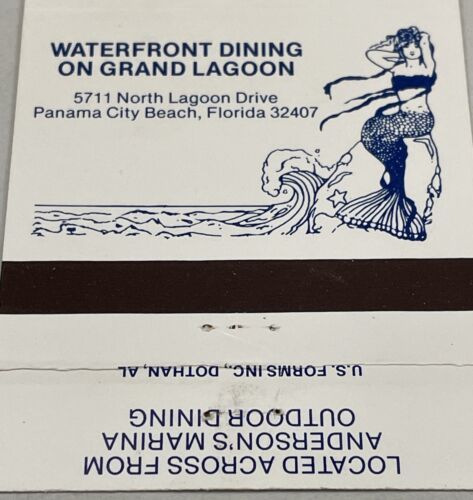 WATERFRONT DINING
ON GRAND LAGOON
5711 North Lagoon Drive
Panama City Beach, Florida 32407
U.S. FORMS INC., DOTHAN, AL
LOCATED ACROSS FROM
ANDERSON'S MARINA
OUTDOOR DINING